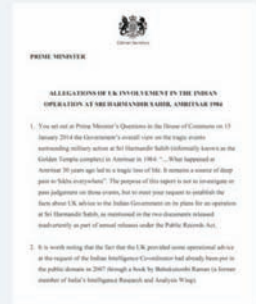 Cabinet Secretary
PRIME MINISTER
ALLEGATIONS OF UK INVOLVEMENT IN THE INDIAN
OPERATION AT SRI HARMANDIR SAHIB, AMRITSAR 1984
1. You set out at Prime Minister's Questions in the House of Commons on 15
January 2014 the Government's overall view on the tragic events
surrounding military action at Sri Harmandir Sahib (informally known as the
Golden Temple complex) in Amritsar in 1984: "... What happened at
Amritsar 30 years ago led to a tragic loss of life. It remains a source of deep
pain to Sikhs everywhere". The purpose of this report is not to investigate or
pass judgement on those events, but to meet your request to establish the
facts about UK advice to the Indian Government on its plans for an operation
at Sri Harmandir Sahib, as mentioned in the two documents released
inadvertently as part of annual releases under the Public Records Act.
2. It is worth noting that the fact that the UK provided some operational advice
at the request of the Indian Intelligence Coordinator had already been put in
the public domain in 2007 through a book by Bahukutumbi Raman (a former
member of India's Intelligence Research and Analysis Wing).